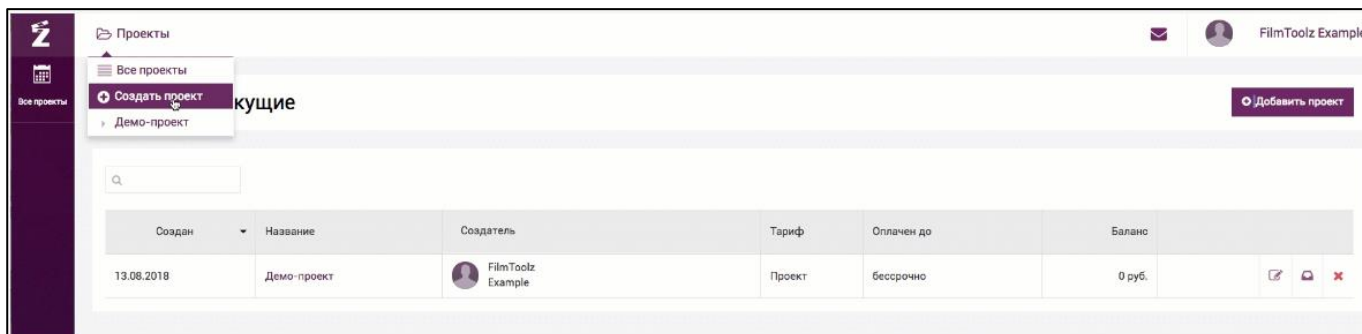 Проекты
FilmToolz Example
Все проекты
Все проекты
Создать проект
кущие
Добавить проект
Демо-проект
Создан
Название
Создатель
Тариф
Оплачен до
Баланс
13.08.2018
Демо-проект
FilmToolz
Example
Проект
бессрочно
0 руб.